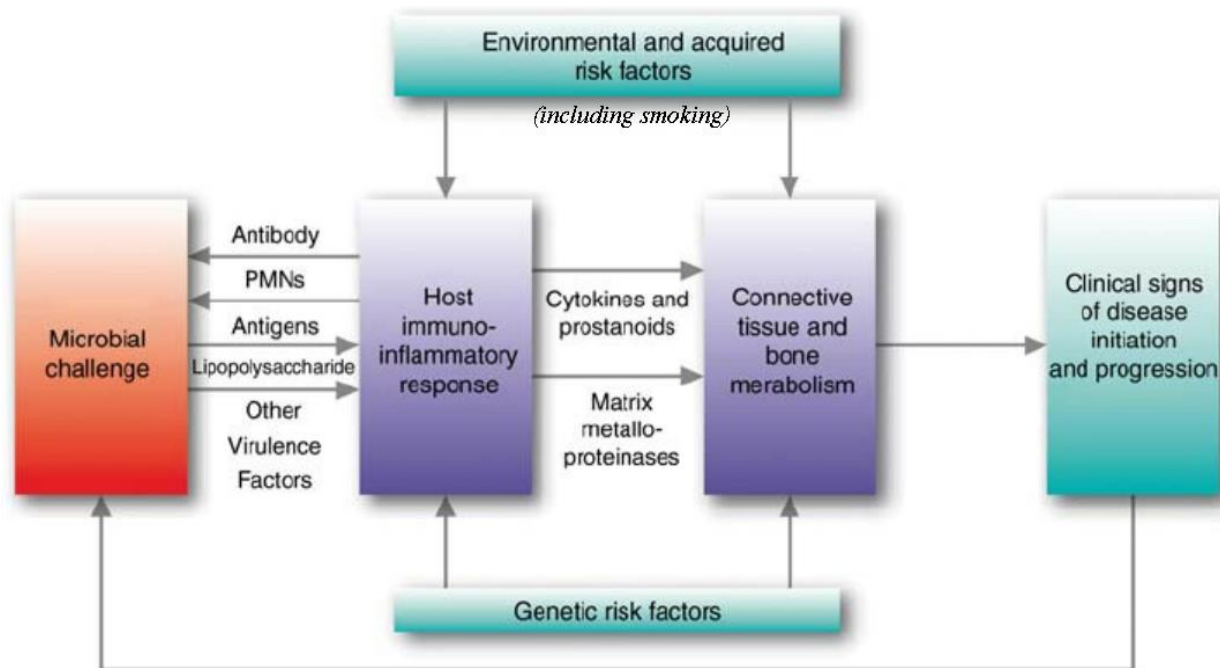 Environmental and acquired
risk factors
(including smoking)
Microbial
challenge
Antibody
PMNs
Antigens
Lipopolysaccharide
Other
Virulence
Factors
Host
immuno-
inflammatory
response
Cytokines and
prostanoids
Matrix
metallo-
proteinases
Connective
tissue and
bone
merabolism
Clinical signs
of disease
initiation
and progression
Genetic risk factors